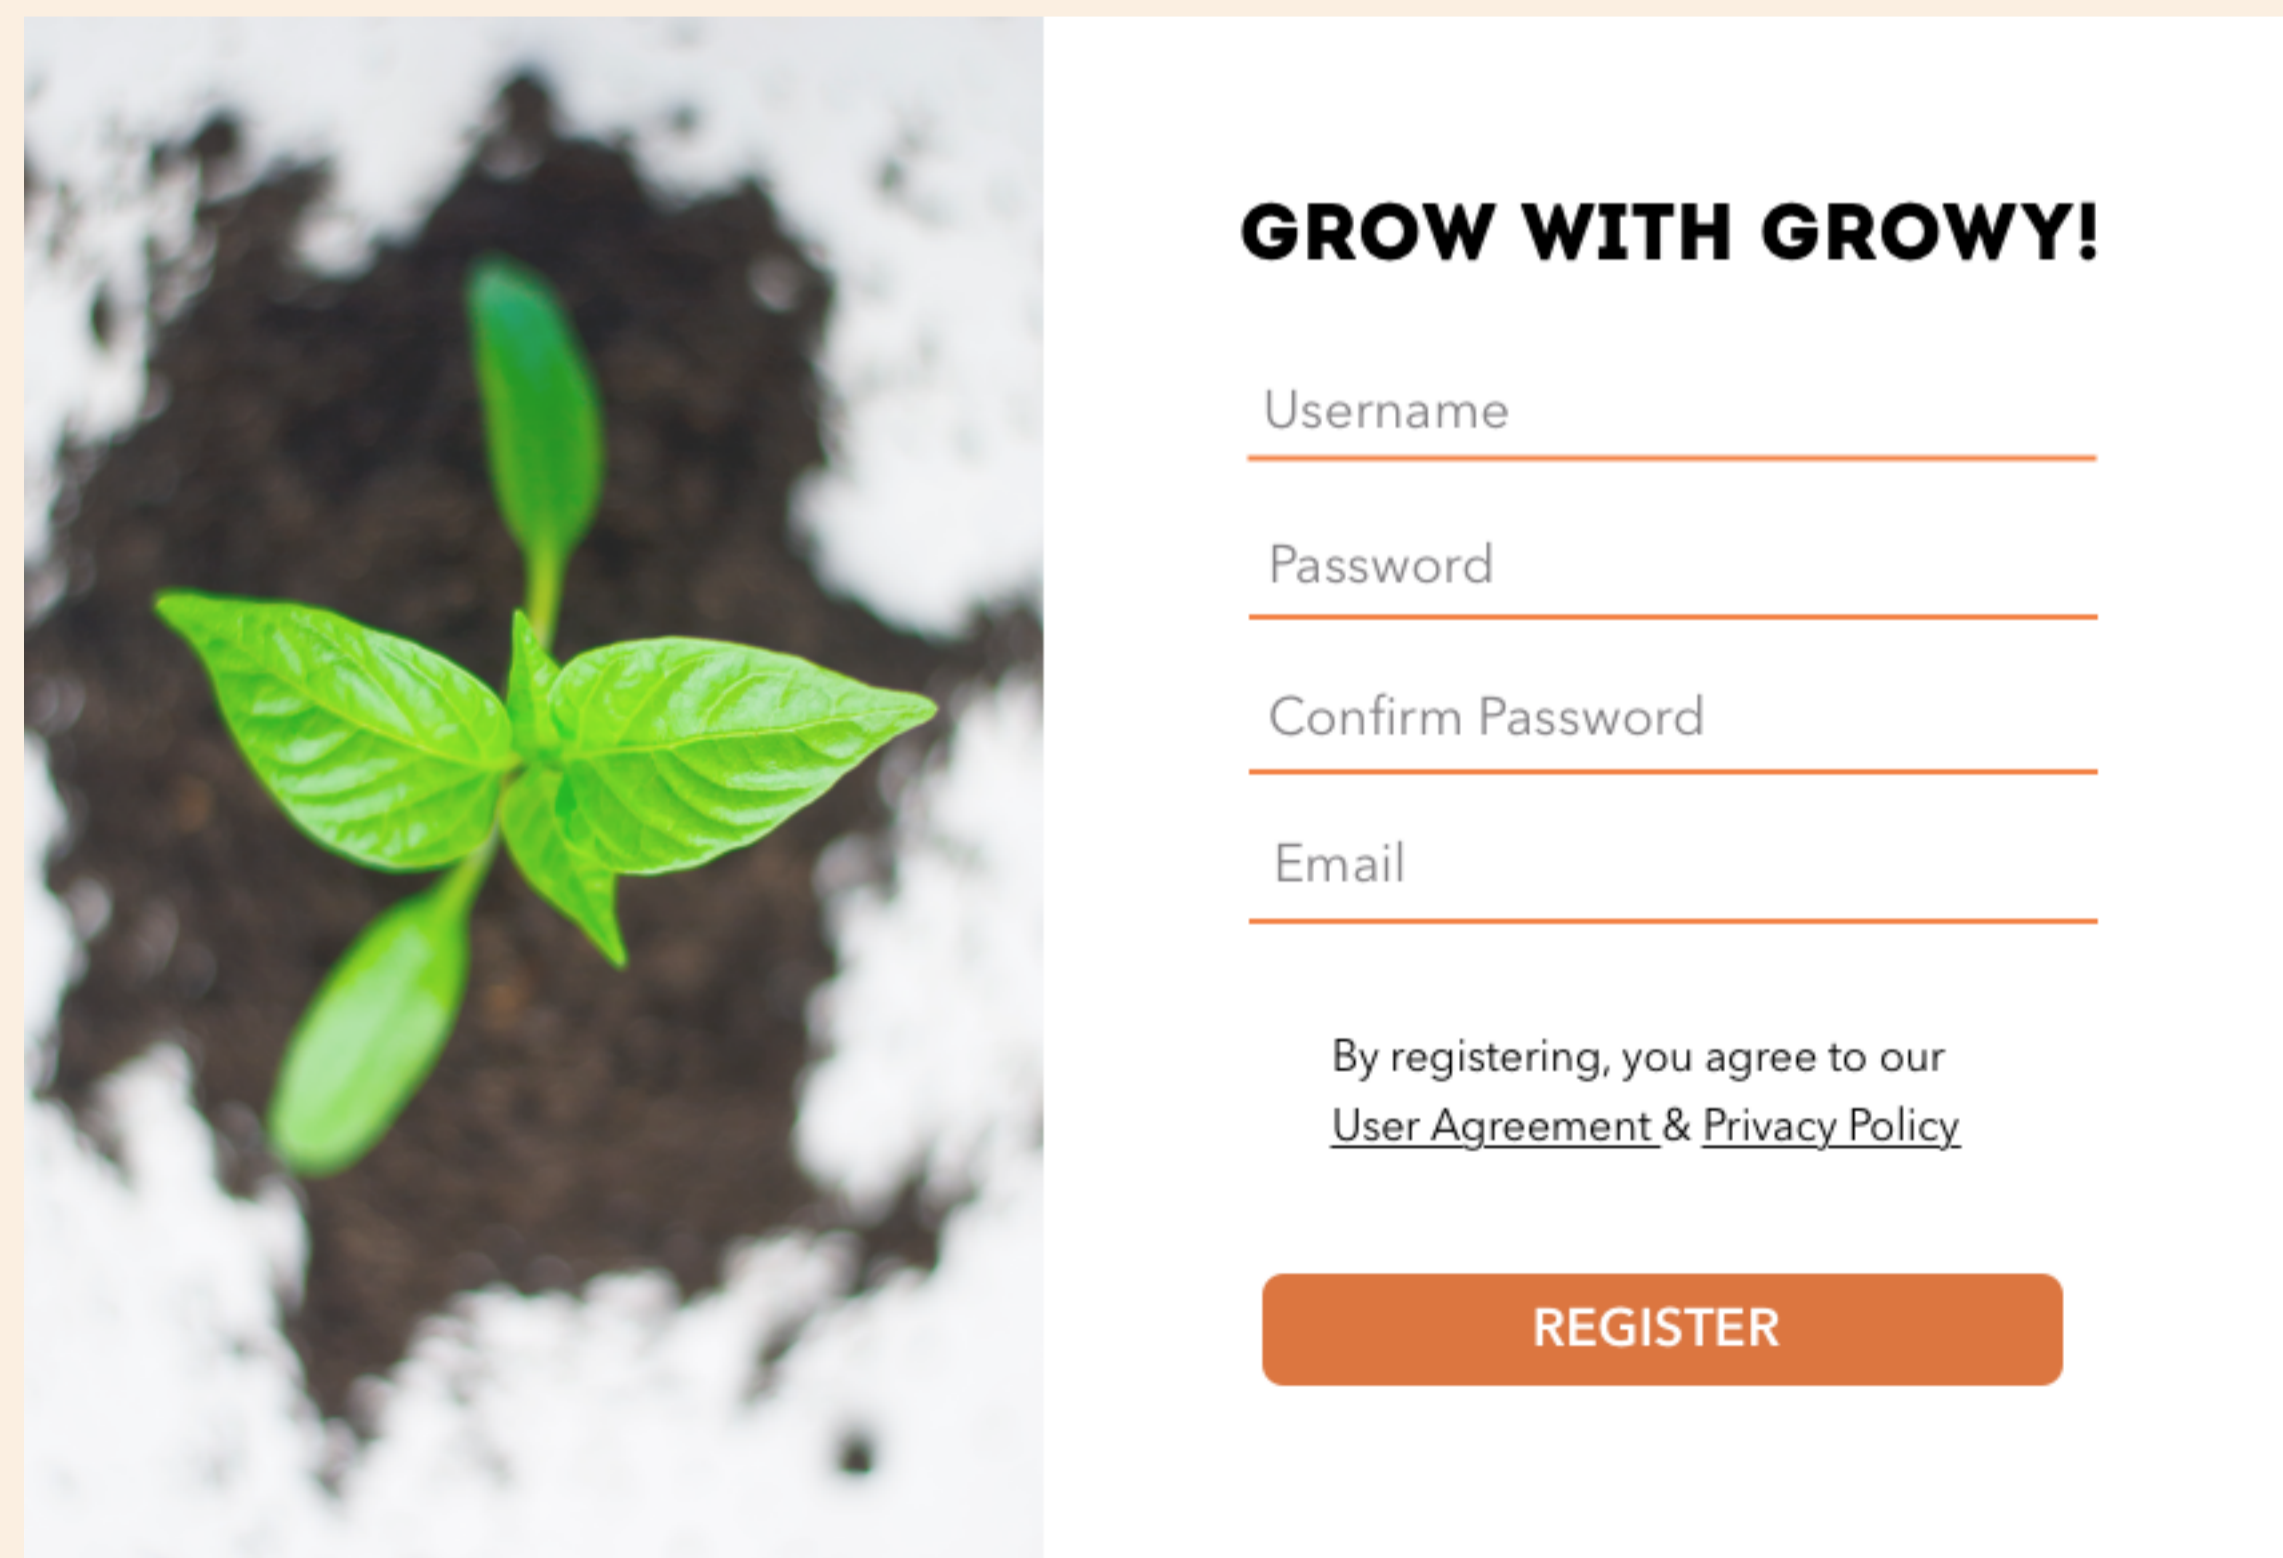 GROW WITH GROWY!
Username
Password
Confirm Password
Email
By registering, you agree to our
User Agreement & Privacy Policy
REGISTER